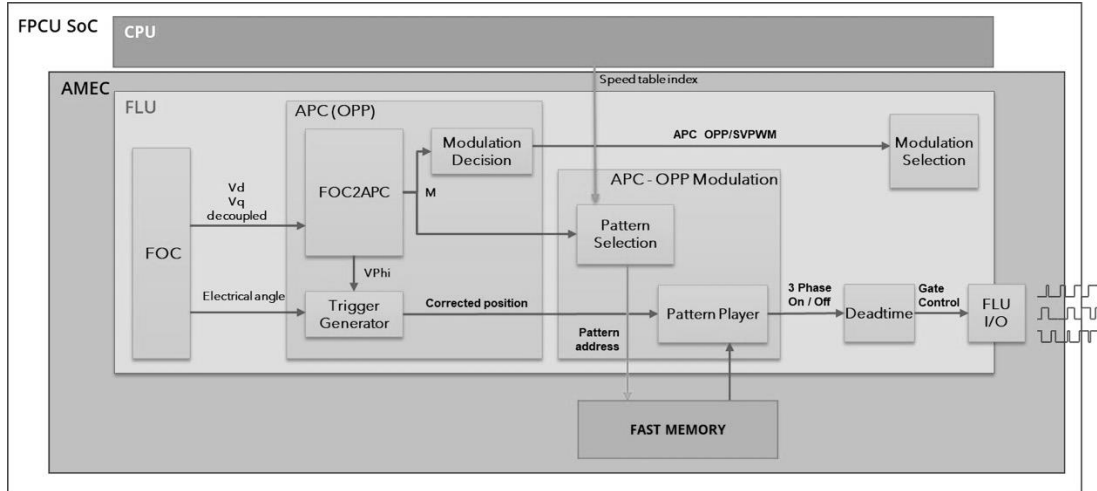 FPCU SoC
CPU
AMEC
Speed table index
FLU
APC (OPP)
Modulation
Decision
APC OPP/SVPWM
Modulation
Selection
FOC2APC
M
APC - OPP Modulation
Vd
Vq
decoupled
Pattern
Selection
FOC
VPhi
Electrical angle
Trigger
Generator
Corrected position
Pattern Player
3 Phase
On / Off
Deadtime
Gate
Control
FLU
I/O
Pattern
address
FAST MEMORY